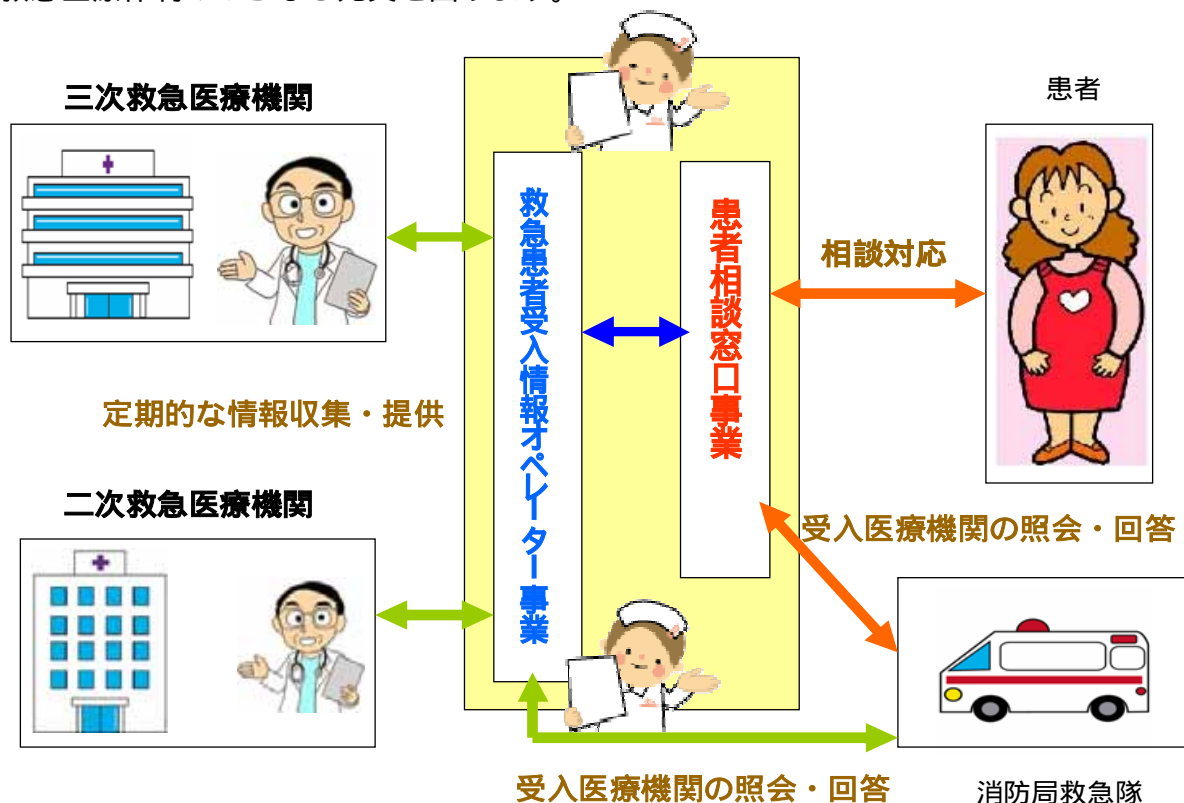 三次救急医療機関
患者
救急患者受入情報オペレーター事業
患者相談窓口事業
相談対応
定期的な情報収集・提供
二次救急医療機関
受入医療機関の照会・回答
受入医療機関の照会・回答
消防局救急隊